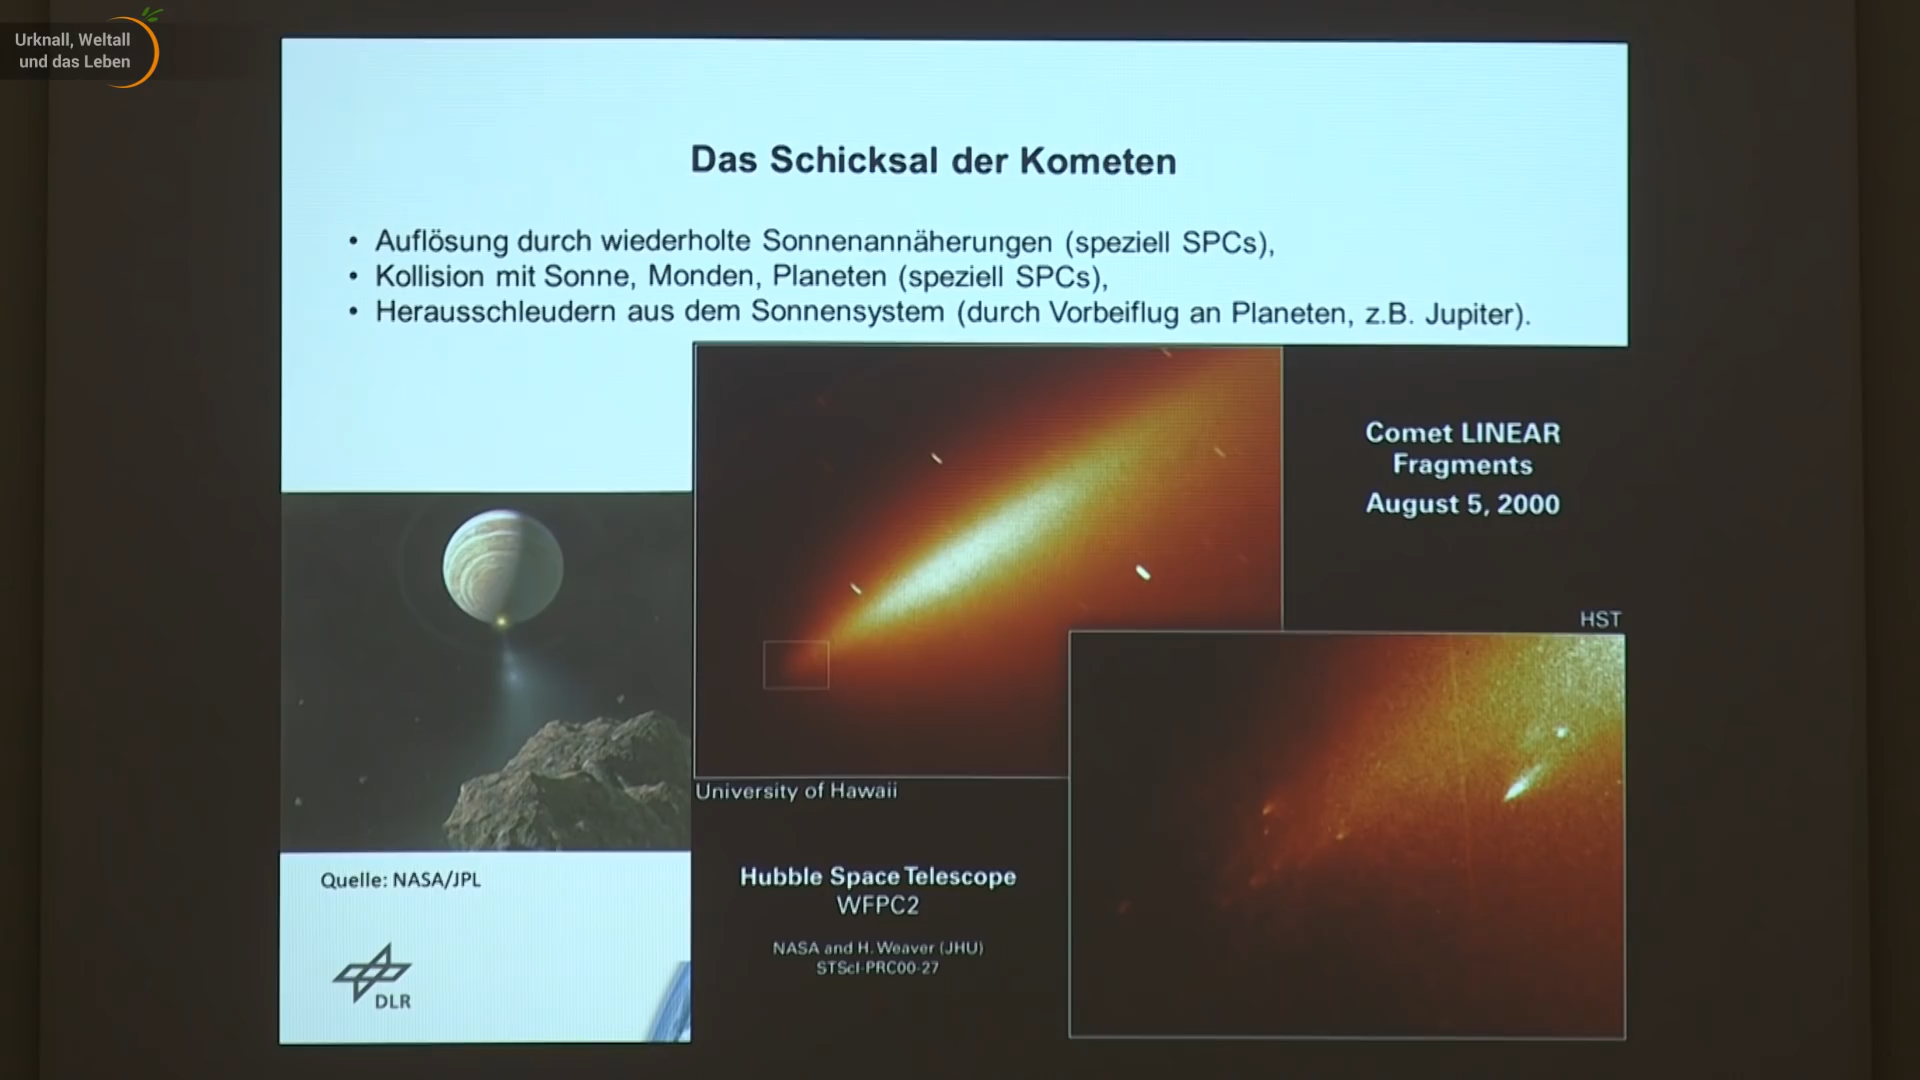 Urknall, Weltall
und das Leben
Das Schicksal der Kometen
• Auflösung durch wiederholte Sonnenannäherungen (speziell SPCs),
• Kollision mit Sonne, Monden, Planeten (speziell SPCs),
• Herausschleudern aus dem Sonnensystem (durch Vorbeiflug an Planeten, z.B. Jupiter).
Comet LINEAR
Fragments
August 5, 2000
HST
University of Hawaii
Hubble Space Telescope
WFPC2
NASA and H. Weaver (JHU)
STScI-PRC00-27
Quelle: NASA/JPL
DLR